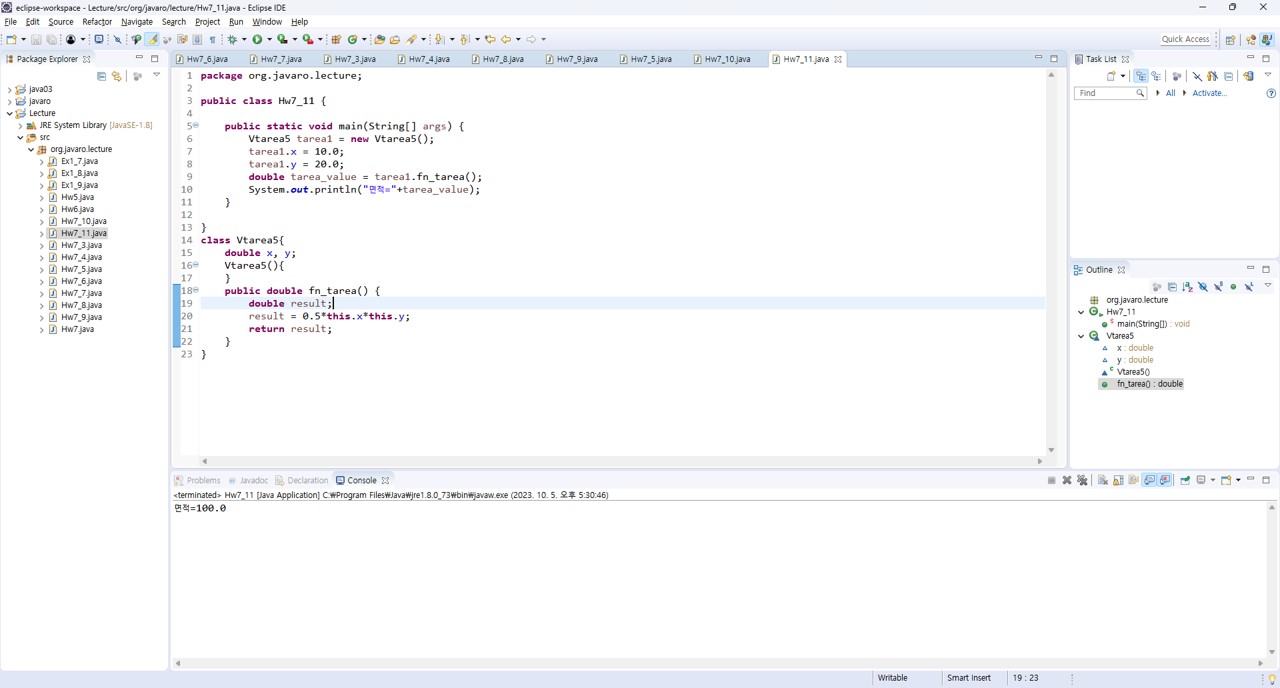 eclipse-workspace - Lecture/src/org/javaro/lecture/Hw7_11.java - Eclipse IDE
File Edit Source Refactor Navigate Search Project Run Window Help
Quick Access
Package Explorer
java03
javaro
Lecture
JRE System Library [JavaSE-1.8]
src
org.javaro.lecture
Ex1_7.java
Ex1_8.java
Ex1_9.java
Hw5.java
Hw6.java
Hw7_10.java
Hw7_11.java
Hw7_3.java
Hw7_4.java
Hw7_5.java
Hw7_6.java
Hw7_7.java
Hw7_8.java
Hw7_9.java
Hw7.java
Hw7_6.java Hw7_7.java Hw7_3.java Hw7_4.java Hw7_8.java Hw7_9.java Hw7_5.java Hw7_10.java Hw7_11.java
1 package org.javaro.lecture;
2
3 public class Hw7_11 {
4
5 public static void main(String[] args) {
6 Vtarea5 tarea1 = new Vtarea5();
7 tarea1.x = 10.0;
8 tarea1.y = 20.0;
9 double tarea_value = tarea1.fn_tarea();
10 System.out.println("면적="+tarea_value);
11 }
12
13 }
14 class Vtarea5{
15 double x, y;
16 Vtarea5(){
17 }
18 public double fn_tarea() {
19 double result;
20 result = 0.5*this.x*this.y;
21 return result;
22 }
23 }
Task List
Find All Activate...
Outline
org.javaro.lecture
Hw7_11
main(String[]) : void
Vtarea5
x : double
y : double
Vtarea5()
fn_tarea() : double
Problems Javadoc Declaration Console
<terminated> Hw7_11 [Java Application] C:₩Program Files₩Java₩jre1.8.0_73₩bin₩javaw.exe (2023. 10. 5. 오후 5:30:46)
면적=100.0
Writable Smart Insert 19 : 23